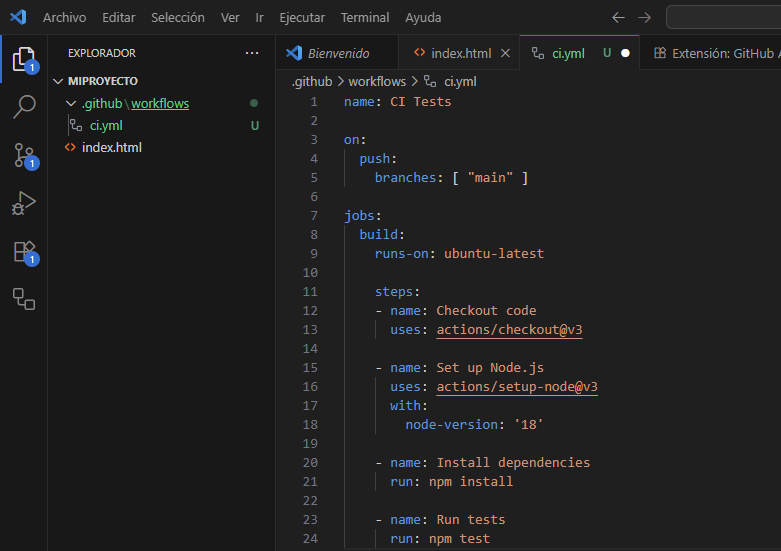 Archivo Editar Selección Ver Ir Ejecutar Terminal Ayuda
EXPLORADOR ...
MIPROYECTO
.github\workflows
ci.yml U
index.html
1
1
1
Bienvenido index.html ci.yml U Extensión: GitHub A
.github > workflows > ci.yml
1 name: CI Tests
2
3 on:
4 push:
5 branches: [ "main" ]
6
7 jobs:
8 build:
9 runs-on: ubuntu-latest
10
11 steps:
12 - name: Checkout code
13 uses: actions/checkout@v3
14
15 - name: Set up Node.js
16 uses: actions/setup-node@v3
17 with:
18 node-version: '18'
19
20 - name: Install dependencies
21 run: npm install
22
23 - name: Run tests
24 run: npm test